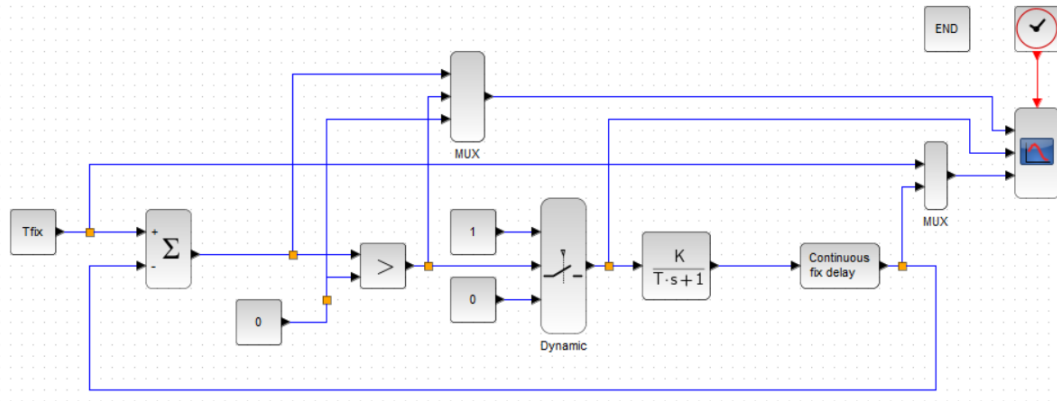 END
MUX
MUX
Tfix
+
-
Σ
>
0
1
0
Dynamic
K
T·s+1
Continuous
fix delay